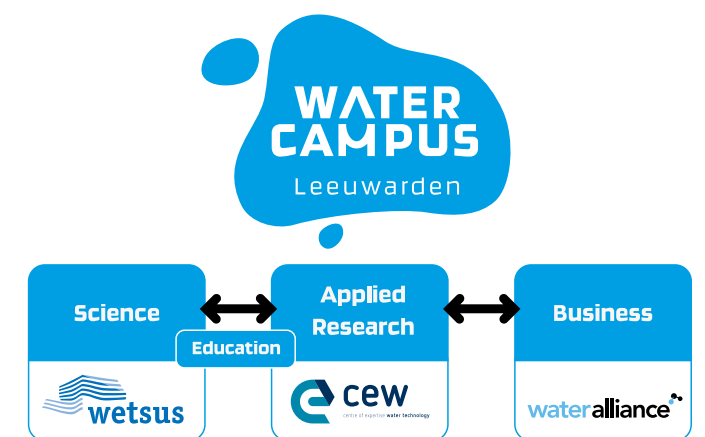 WATER
CAMPUS
Leeuwarden
Science
Applied
Research
Business
Education
wetsus
cew
centre of expertise water technology
wateralliance